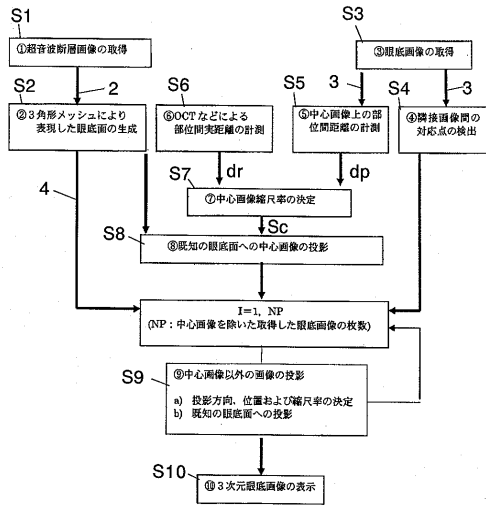 S1
①超音波断層画像の取得
S3
③眼底画像の取得
2
3
3
S2
②３角形メッシュにより
表現した眼底面の生成
S6
⑥OCTなどによる
部位間実距離の計測
S5
⑤中心画像上の部
位間距離の計測
S4
④隣接画像間の
対応点の検出
4
dr
dp
S7
⑦中心画像縮尺率の決定
Sc
S8
⑧既知の眼底面への中心画像の投影
I=1, NP
(NP：中心画像を除いた取得した眼底画像の枚数)
S9
⑨中心画像以外の画像の投影
a) 投影方向、位置および縮尺率の決定
b) 既知の眼底面への投影
S10
⑩３次元眼底画像の表示